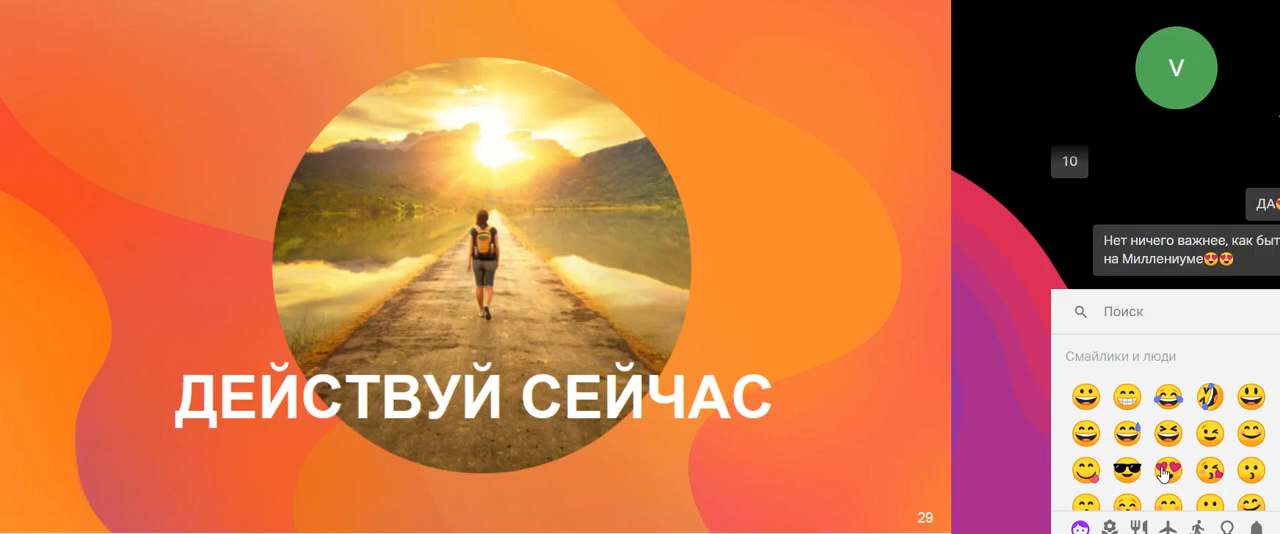 ДЕЙСТВУЙ СЕЙЧАС
29
V
10
ДА
Нет ничего важнее, как быт
на Миллениуме😍😍
Поиск
Смайлики и люди